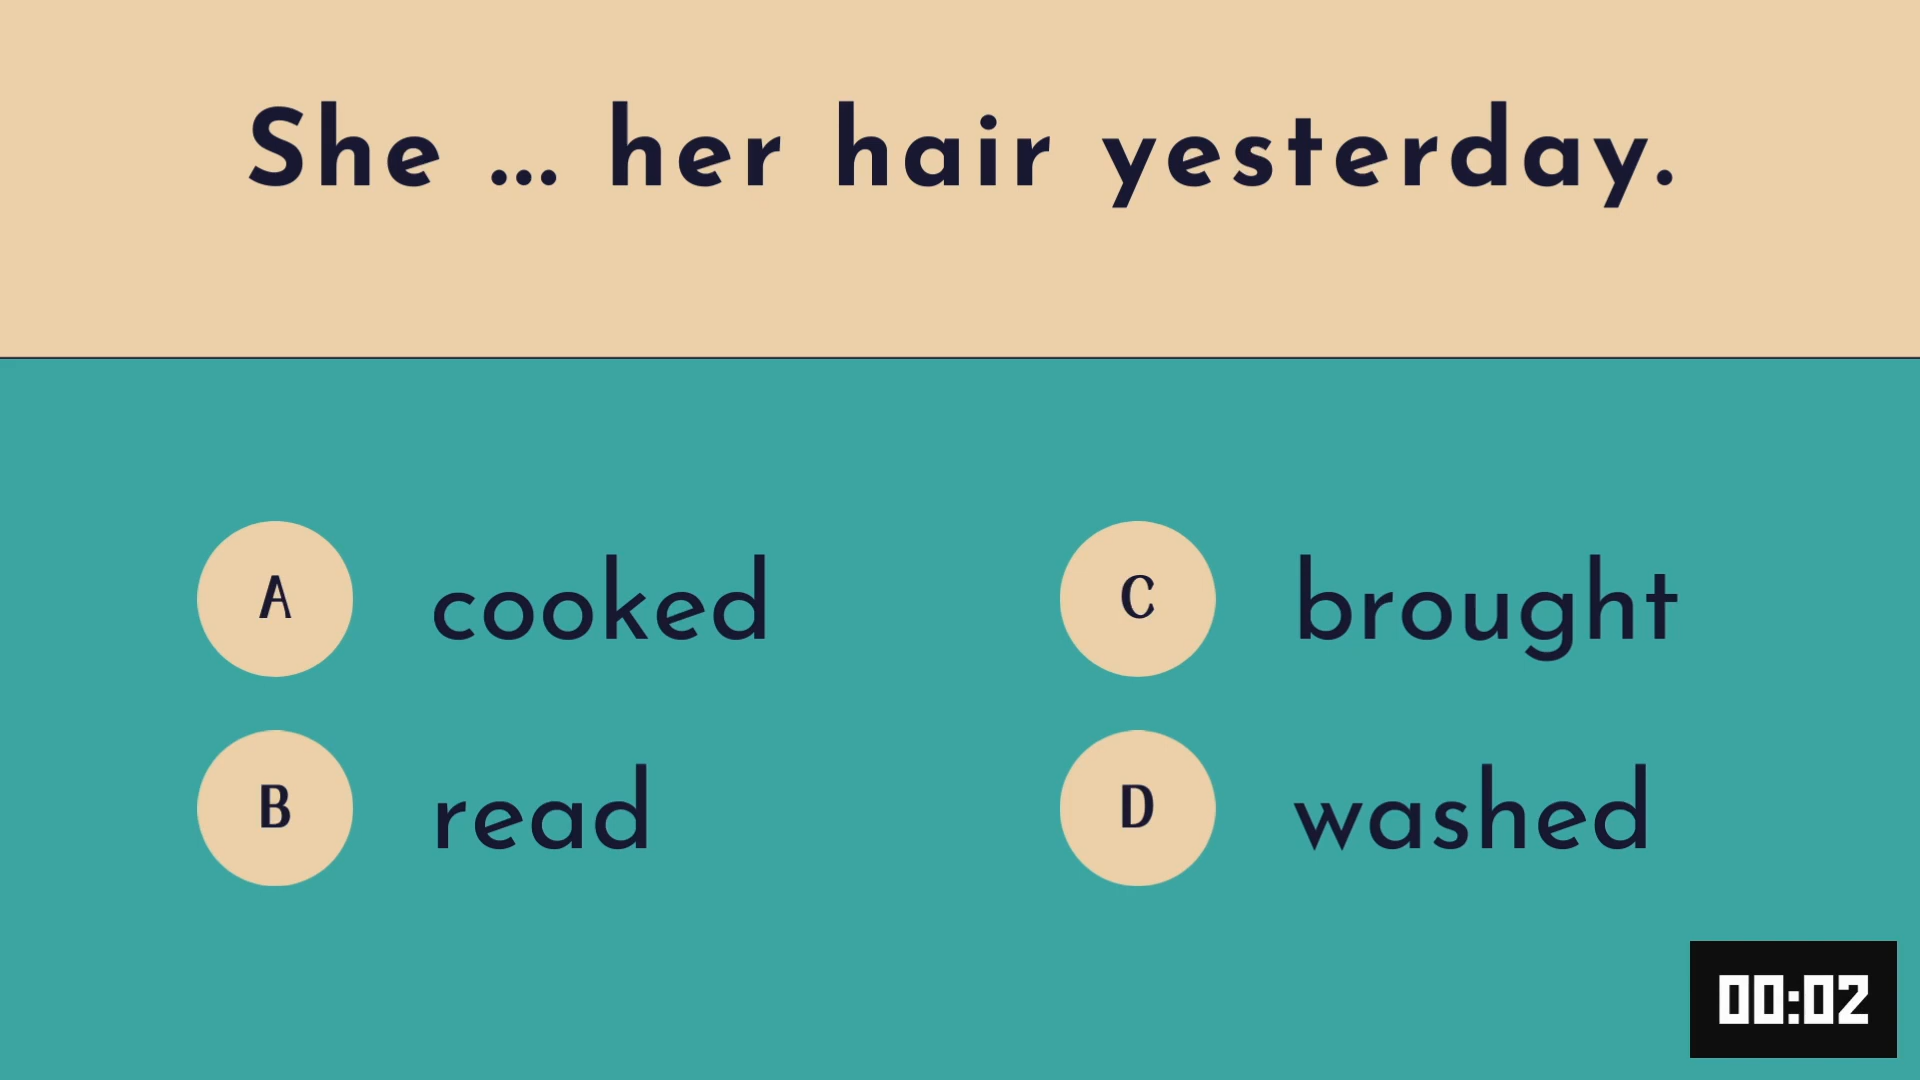 She ... her hair yesterday.
A cooked
B read
C brought
D washed
00:02